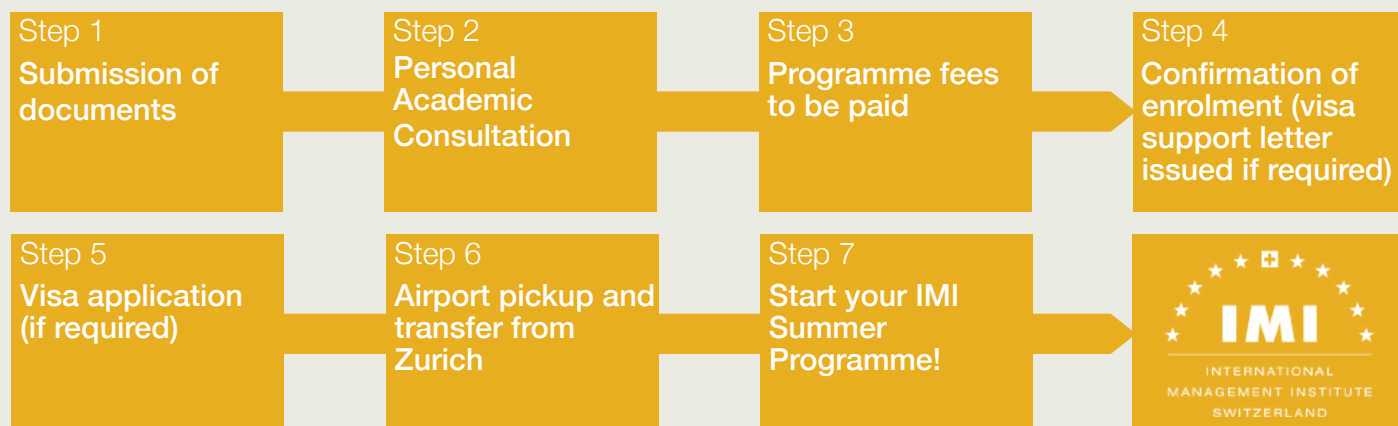 Step 1
Submission of
documents
Step 2
Personal
Academic
Consultation
Step 3
Programme fees
to be paid
Step 4
Confirmation of
enrolment (visa
support letter
issued if required)
Step 5
Visa application
(if required)
Step 6
Airport pickup and
transfer from
Zurich
Step 7
Start your IMI
Summer
Programme!
IMI
INTERNATIONAL
MANAGEMENT INSTITUTE
SWITZERLAND